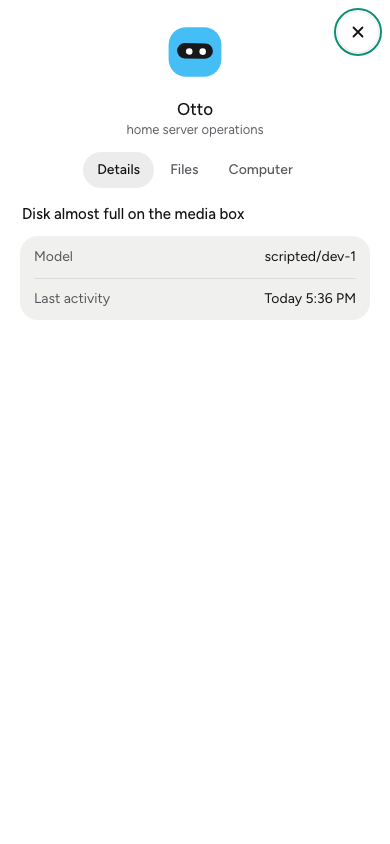 Otto
home server operations
Details Files Computer
Disk almost full on the media box
Model scripted/dev-1
Last activity Today 5:36 PM